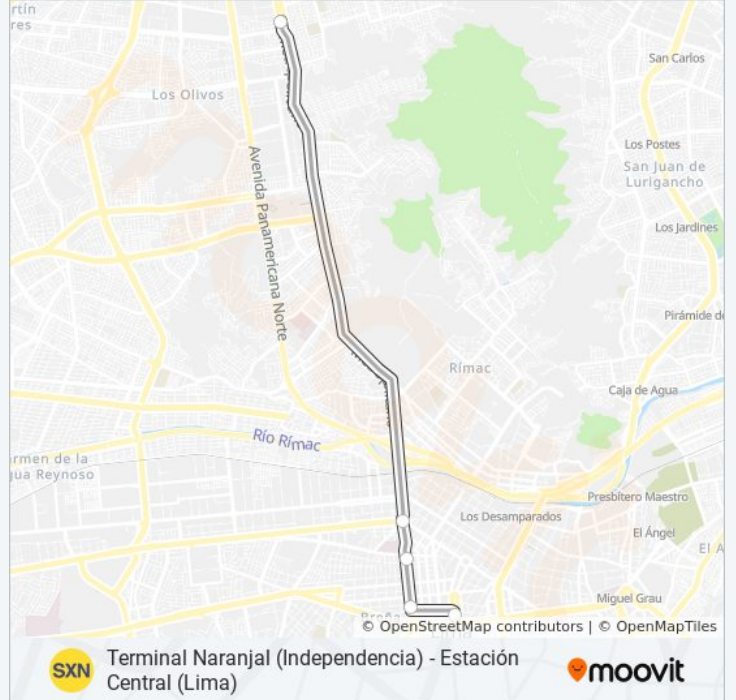 rtín
res
San Carlos
Los Olivos
Los Postes
San Juan de
Lurigancho
Avenida Panamericana Norte
Los Jardines
Pirámide d
Rímac
Caja de Agua
Río Rímac
rmen de la
gua Reynoso
Presbítero Maestro
Los Desamparados
El Ángel
El A
Miguel Grau
© OpenStreetMap contributors | © OpenMapTiles
SXN
Terminal Naranjal (Independencia) - Estación
Central (Lima)
moovit